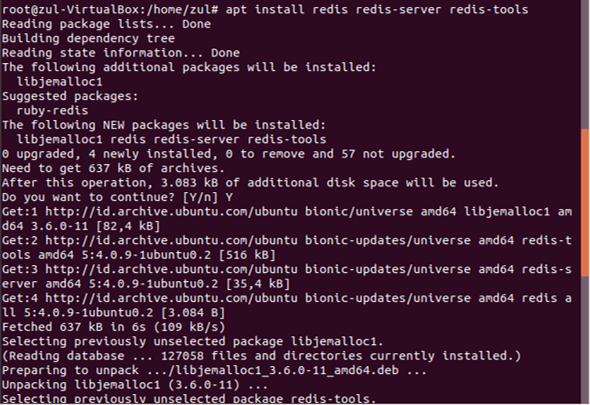 root@zul-VirtualBox:/home/zul# apt install redis redis-server redis-tools
Reading package lists... Done
Building dependency tree
Reading state information... Done
The following additional packages will be installed:
  libjemalloc1
Suggested packages:
  ruby-redis
The following NEW packages will be installed:
  libjemalloc1 redis redis-server redis-tools
0 upgraded, 4 newly installed, 0 to remove and 57 not upgraded.
Need to get 637 kB of archives.
After this operation, 3.083 kB of additional disk space will be used.
Do you want to continue? [Y/n] Y
Get:1 http://id.archive.ubuntu.com/ubuntu bionic/universe amd64 libjemalloc1 am
d64 3.6.0-11 [82,4 kB]
Get:2 http://id.archive.ubuntu.com/ubuntu bionic-updates/universe amd64 redis-t
ools amd64 5:4.0.9-1ubuntu0.2 [516 kB]
Get:3 http://id.archive.ubuntu.com/ubuntu bionic-updates/universe amd64 redis-s
erver amd64 5:4.0.9-1ubuntu0.2 [35,4 kB]
Get:4 http://id.archive.ubuntu.com/ubuntu bionic-updates/universe amd64 redis a
ll 5:4.0.9-1ubuntu0.2 [3.084 B]
Fetched 637 kB in 6s (109 kB/s)
Selecting previously unselected package libjemalloc1.
(Reading database ... 127058 files and directories currently installed.)
Preparing to unpack .../libjemalloc1_3.6.0-11_amd64.deb ...
Unpacking libjemalloc1 (3.6.0-11) ...
Selecting previously unselected package redis-tools.